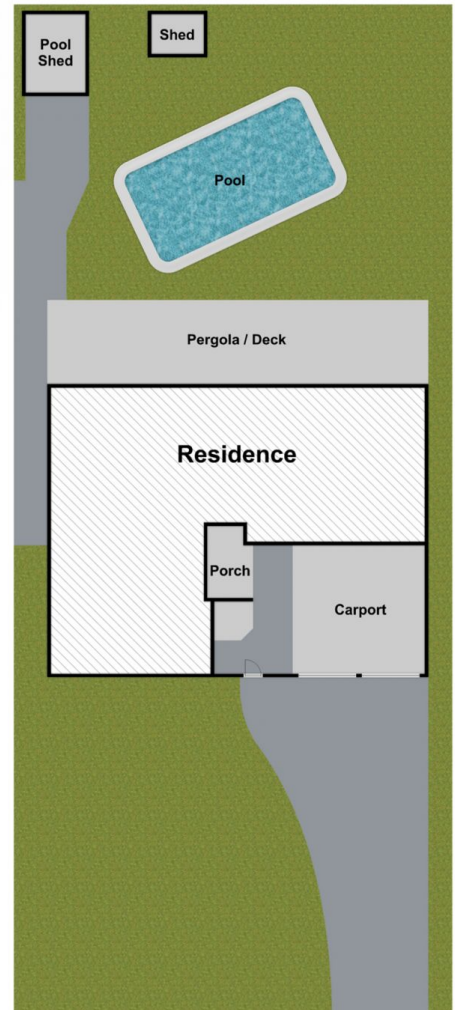 Pool
Shed
Shed
Pool
Pergola / Deck
Residence
Porch
Carport